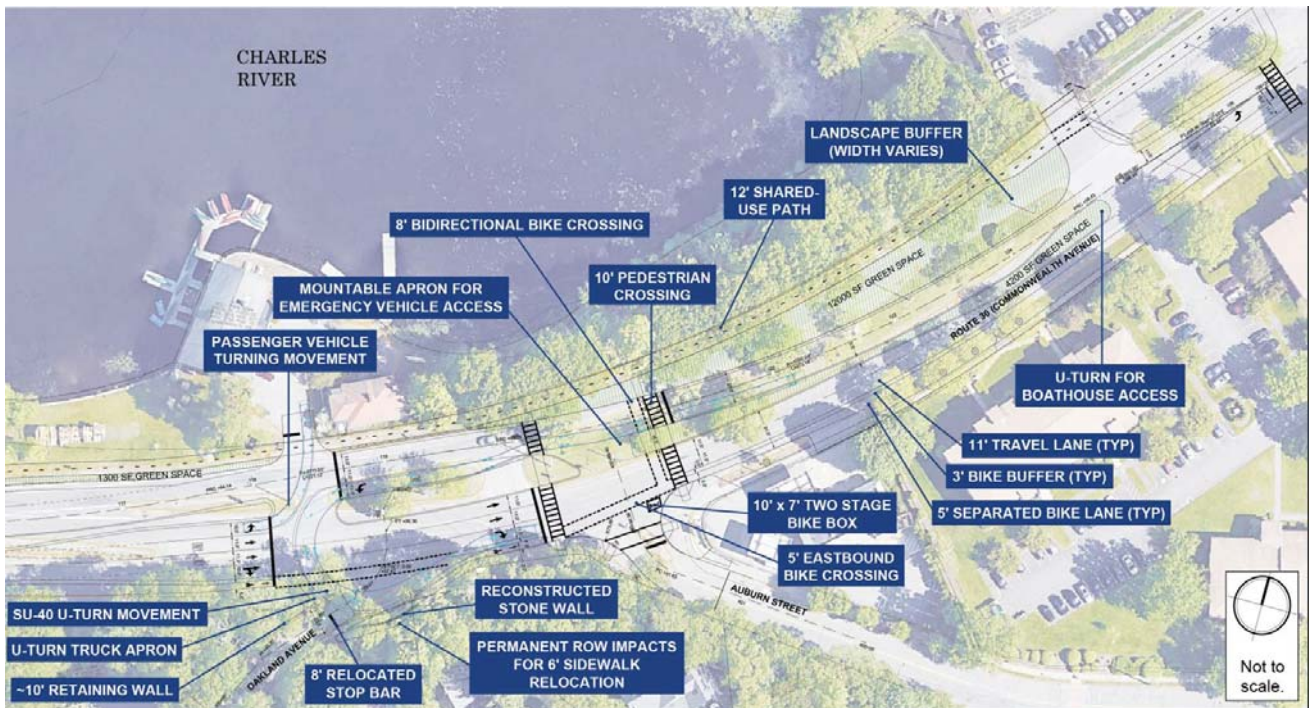 CHARLES
RIVER
LANDSCAPE BUFFER
(WIDTH VARIES)
12' SHARED-
USE PATH
8' BIDIRECTIONAL BIKE CROSSING
10' PEDESTRIAN
CROSSING
MOUNTABLE APRON FOR
EMERGENCY VEHICLE ACCESS
PASSENGER VEHICLE
TURNING MOVEMENT
12000 SF GREEN SPACE
4200 SF GREEN SPACE
ROUTE 30 (COMMONWEALTH AVENUE)
U-TURN FOR
BOATHOUSE ACCESS
11' TRAVEL LANE (TYP)
3' BIKE BUFFER (TYP)
5' SEPARATED BIKE LANE (TYP)
1300 SF GREEN SPACE
10' x 7' TWO STAGE
BIKE BOX
5' EASTBOUND
BIKE CROSSING
AUBURN STREET
SU-40 U-TURN MOVEMENT
U-TURN TRUCK APRON
~10' RETAINING WALL
OAKLAND AVENUE
8' RELOCATED
STOP BAR
RECONSTRUCTED
STONE WALL
PERMANENT ROW IMPACTS
FOR 6' SIDEWALK
RELOCATION
Not to
scale.